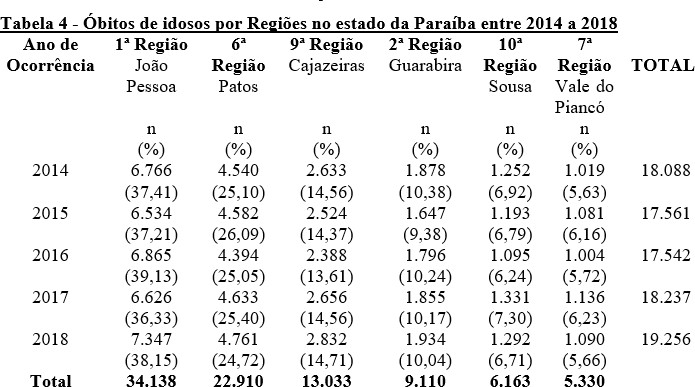 Tabela 4 - Óbitos de idosos por Regiões no estado da Paraíba entre 2014 a 2018
Ano de 1ª Região 6ª 9ª Região 2ª Região 10ª 7ª
Ocorrência João Região Cajazeiras Guarabira Região Região TOTAL
Pessoa Patos Sousa Vale do
Piancó
n n n n n n
(%) (%) (%) (%) (%) (%)
2014 6.766 4.540 2.633 1.878 1.252 1.019 18.088
(37,41) (25,10) (14,56) (10,38) (6,92) (5,63)
2015 6.534 4.582 2.524 1.647 1.193 1.081 17.561
(37,21) (26,09) (14,37) (9,38) (6,79) (6,16)
2016 6.865 4.394 2.388 1.796 1.095 1.004 17.542
(39,13) (25,05) (13,61) (10,24) (6,24) (5,72)
2017 6.626 4.633 2.656 1.855 1.331 1.136 18.237
(36,33) (25,40) (14,56) (10,17) (7,30) (6,23)
2018 7.347 4.761 2.832 1.934 1.292 1.090 19.256
(38,15) (24,72) (14,71) (10,04) (6,71) (5,66)
Total 34.138 22.910 13.033 9.110 6.163 5.330